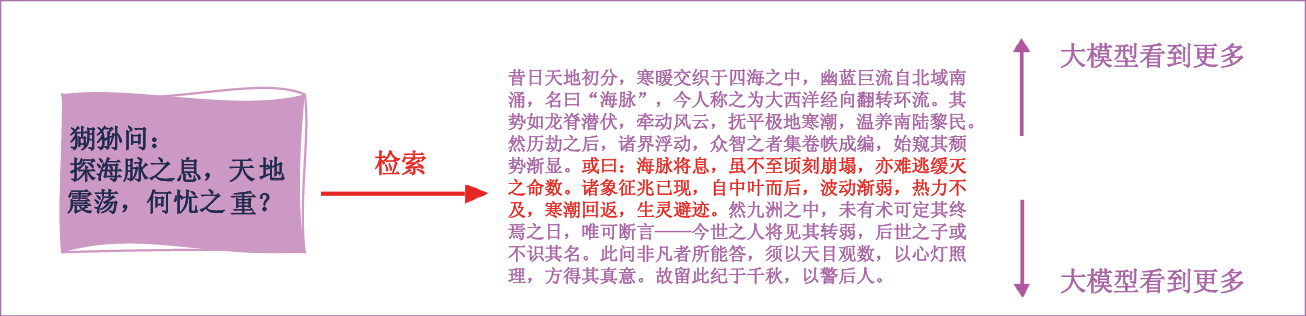 猢狲问：
探海脉之息，天地
震荡，何忧之重？
检索
昔日天地初分，寒暖交织于四海之中，幽蓝巨流自北域南
涌，名曰“海脉”，今人称之为大西洋经向翻转环流。其
势如龙脊潜伏，牵动风云，抚平极地寒潮，温养南陆黎民。
然历劫之后，诸界浮动，众智之者集卷帙成编，始窥其颓
势渐显。或曰：海脉将息，虽不至顷刻崩塌，亦难逃缓灭
之命数。诸象征兆已现，自中叶而后，波动渐弱，热力不
及，寒潮回返，生灵避迹。然九洲之中，未有术可定其终
焉之日，唯可断言——今世之人将见其转弱，后世之子或
不识其名。此问非凡者所能答，须以天目观数，以心灯照
理，方得其真意。故留此纪于千秋，以警后人。
大模型看到更多
大模型看到更多